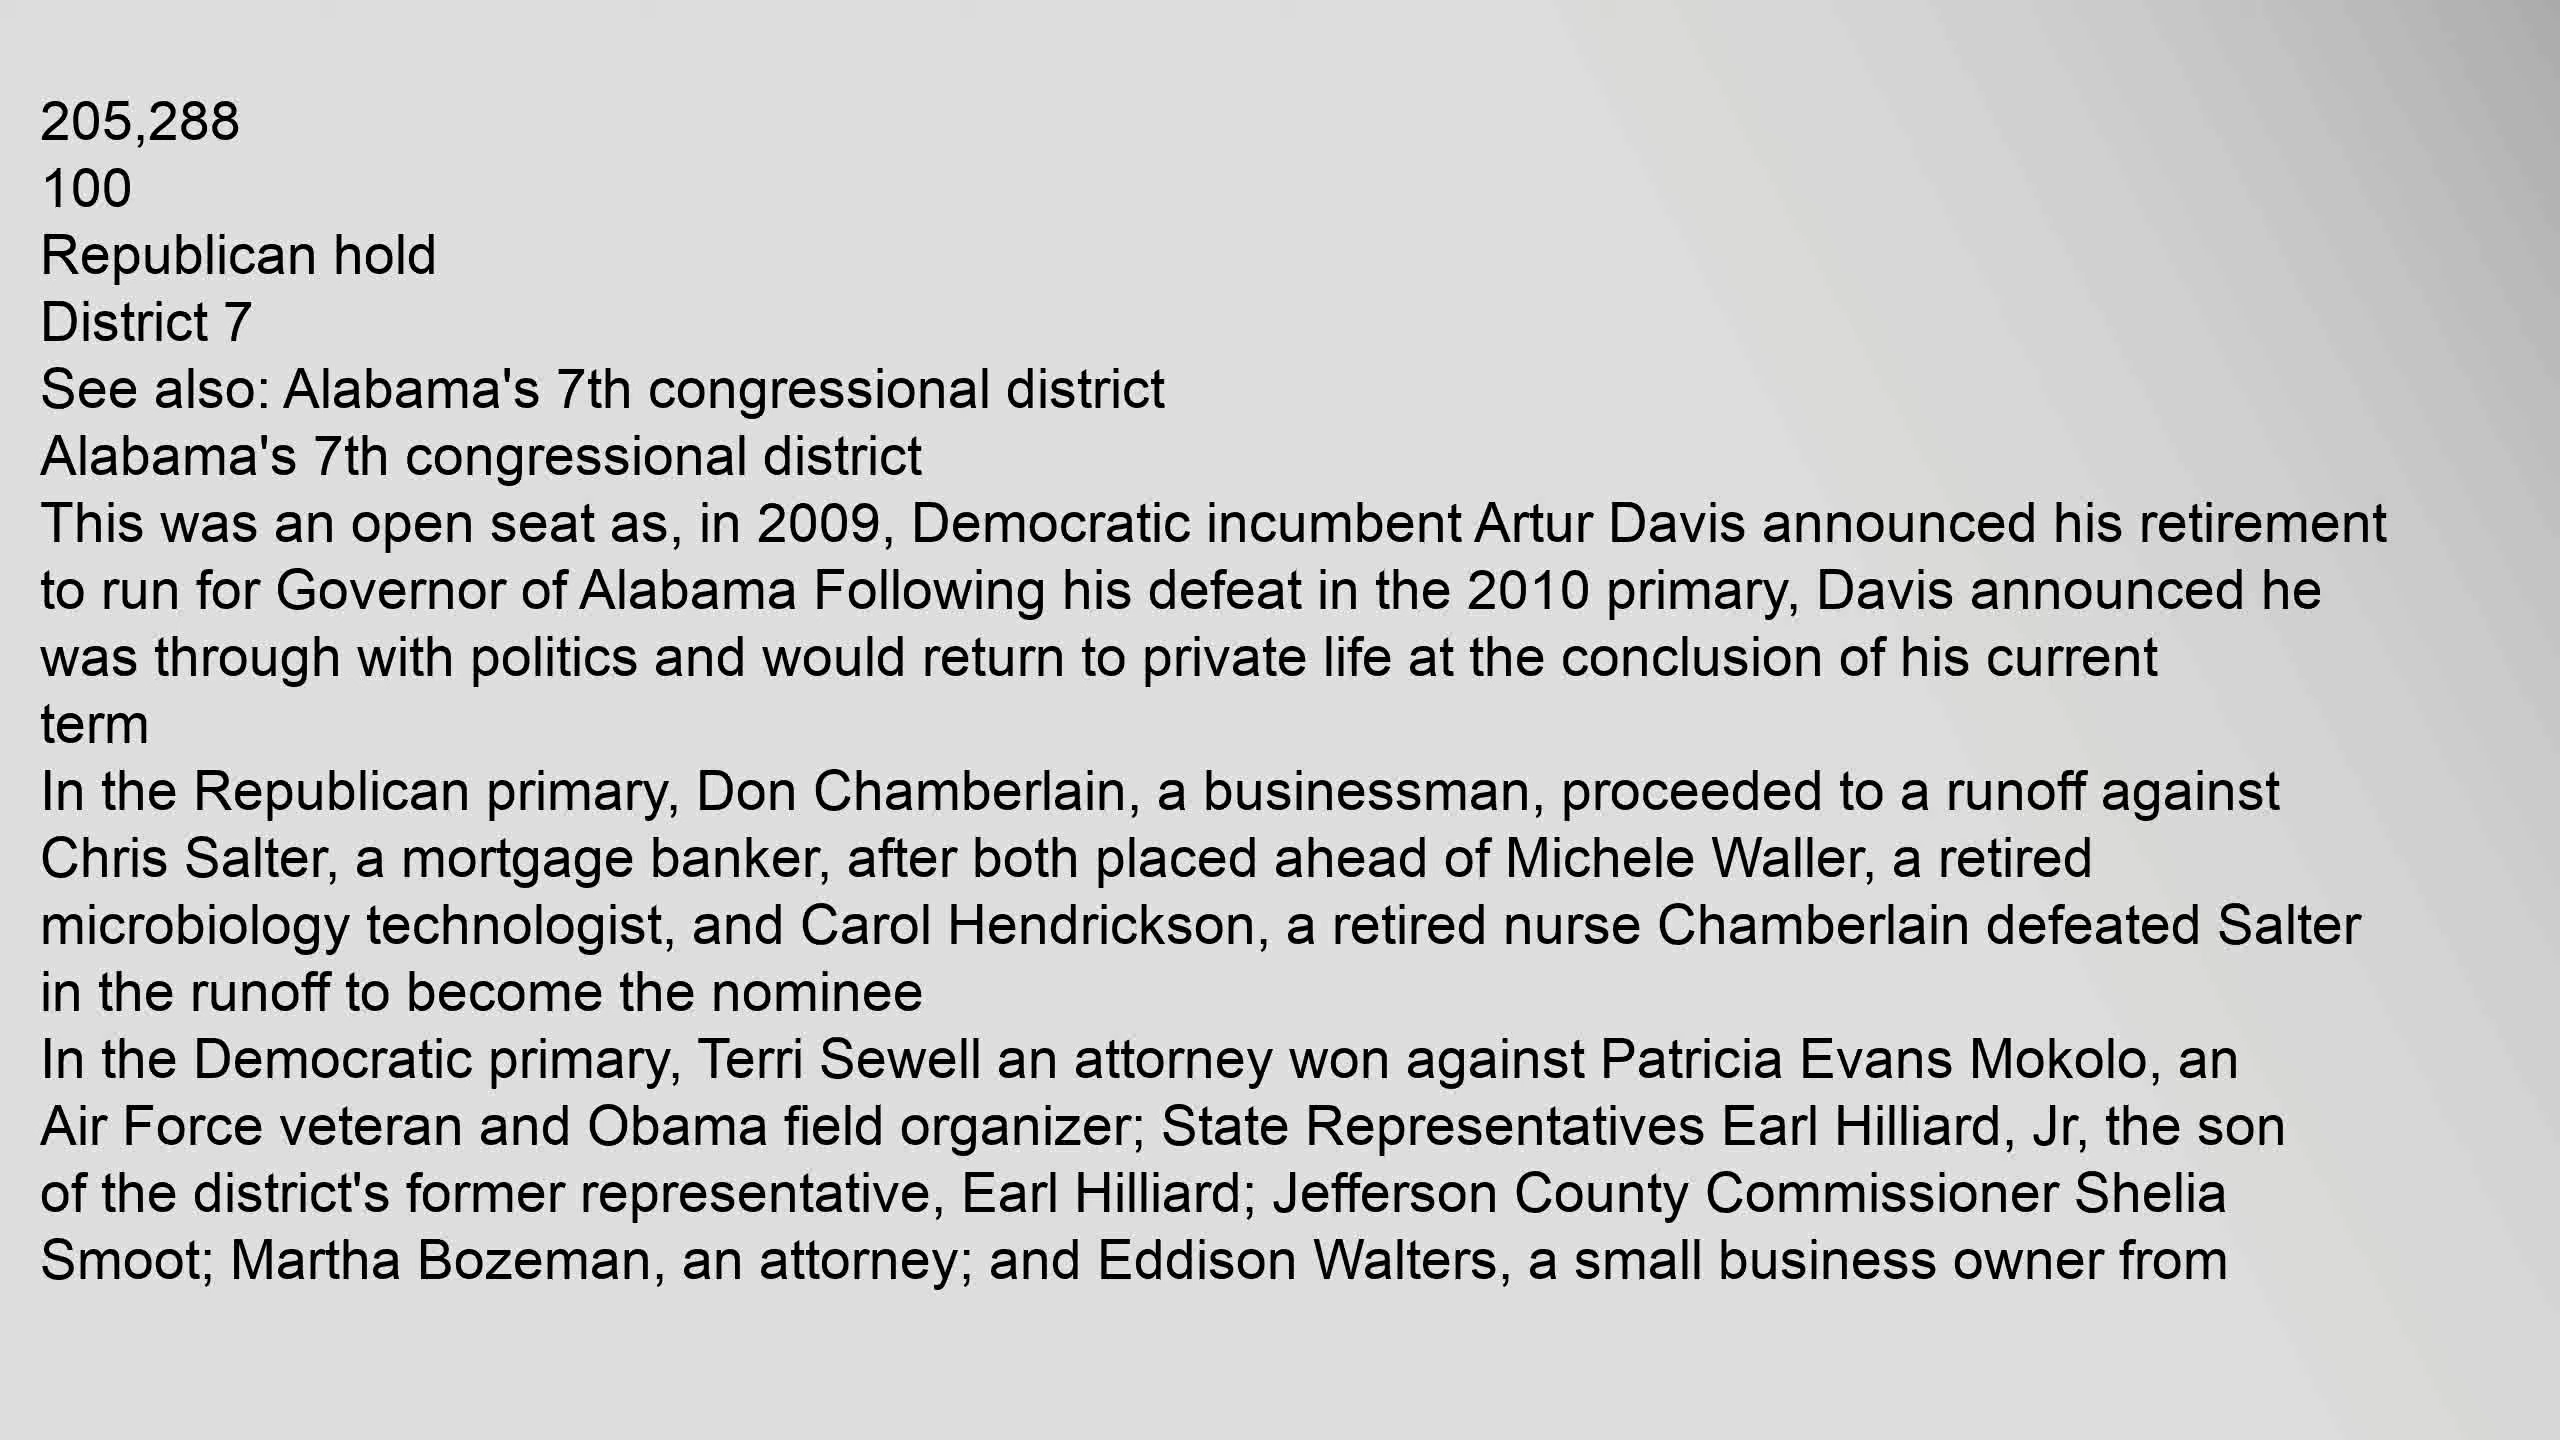 205,288
100
Republican hold
District 7
See also: Alabama's 7th congressional district
Alabama's 7th congressional district
This was an open seat as, in 2009, Democratic incumbent Artur Davis announced his retirement
to run for Governor of Alabama Following his defeat in the 2010 primary, Davis announced he
was through with politics and would return to private life at the conclusion of his current
term
In the Republican primary, Don Chamberlain, a businessman, proceeded to a runoff against
Chris Salter, a mortgage banker, after both placed ahead of Michele Waller, a retired
microbiology technologist, and Carol Hendrickson, a retired nurse Chamberlain defeated Salter
in the runoff to become the nominee
In the Democratic primary, Terri Sewell an attorney won against Patricia Evans Mokolo, an
Air Force veteran and Obama field organizer; State Representatives Earl Hilliard, Jr, the son
of the district's former representative, Earl Hilliard; Jefferson County Commissioner Shelia
Smoot; Martha Bozeman, an attorney; and Eddison Walters, a small business owner from